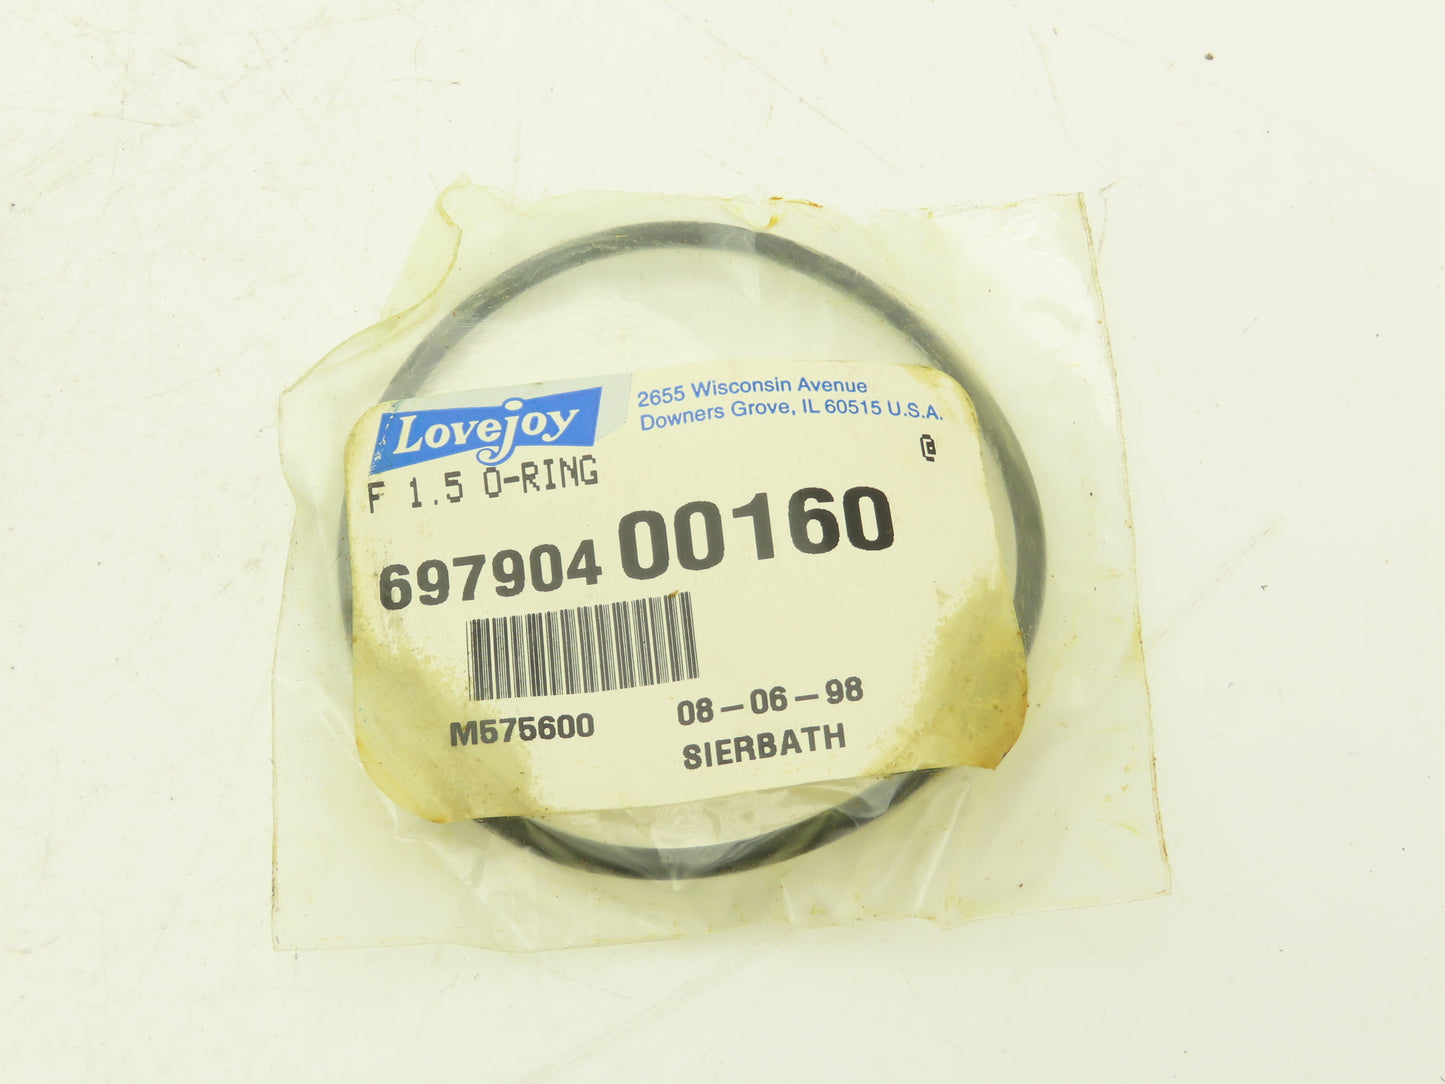 Lovejoy
2655 Wisconsin Avenue
Downers Grove, IL 60515 U.S.A.
F 1.5 O-RING
697904 00160
M575600
08-06-98
SIERBATH